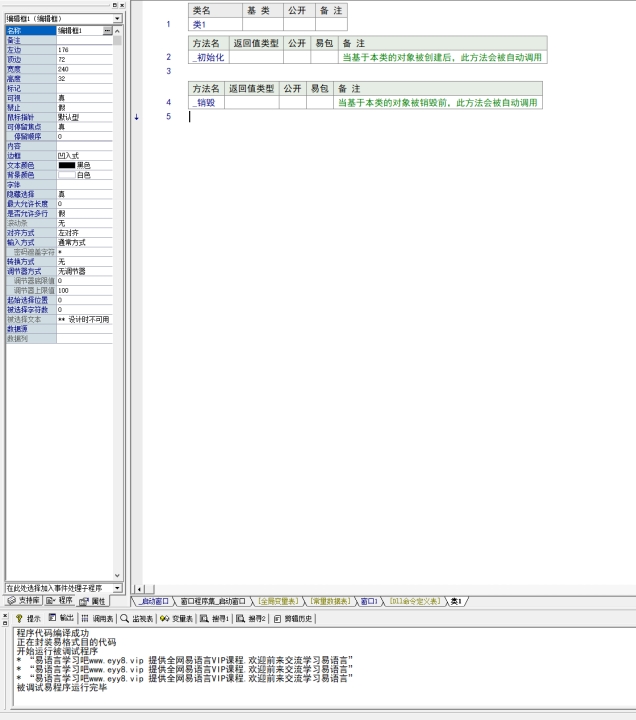 编辑框1（编辑框）
名称 编辑框1
备注
左边 176
顶边 72
宽度 240
高度 32
标记
可视 真
禁止 假
鼠标指针 默认型
可停留焦点 真
停留顺序 0
内容
边框 凹入式
文本颜色 黑色
背景颜色 白色
字体
隐藏选择 真
最大允许长度 0
是否允许多行 假
滚动条 无
对齐方式 左对齐
输入方式 通常方式
密码遮盖字符 *
转换方式 无
调节器方式 无调节器
调节器底限值 0
调节器上限值 100
起始选择位置 0
被选择字符数 0
被选择文本 ** 设计时不可用
数据源
数据列
在此处选择加入事件处理子程序
支持库 程序 属性
类名 基 类 公开 备 注
1 类1
方法名 返回值类型 公开 易包 备 注
2 _初始化 当基于本类的对象被创建后，此方法会被自动调用
3
方法名 返回值类型 公开 易包 备 注
4 _销毁 当基于本类的对象被销毁前，此方法会被自动调用
5
_启动窗口 窗口程序集_启动窗口 [全局变量表] [常量数据表] 窗口1 [Dll命令定义表] 类1
提示 输出 调用表 监视表 变量表 搜寻1 搜寻2 剪辑历史
程序代码编译成功
正在封装易格式目的代码
开始运行被调试程序
* “易语言学习吧www.eyy8.vip 提供全网易语言VIP课程.欢迎前来交流学习易语言”
* “易语言学习吧www.eyy8.vip 提供全网易语言VIP课程.欢迎前来交流学习易语言”
* “易语言学习吧www.eyy8.vip 提供全网易语言VIP课程.欢迎前来交流学习易语言”
被调试易程序运行完毕